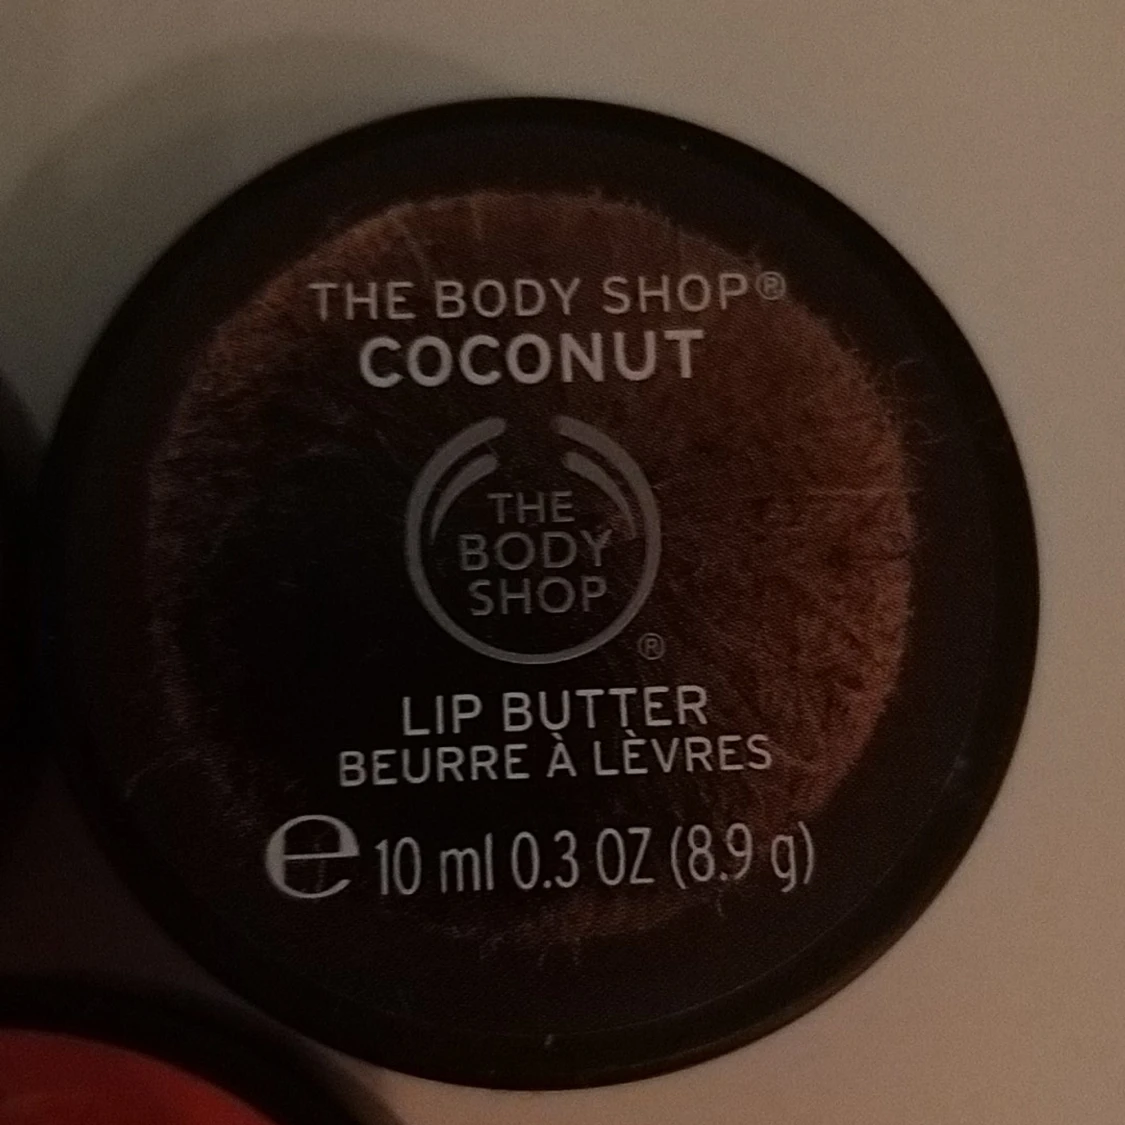 THE BODY SHOP®
COCONUT
THE
BODY
SHOP
®
LIP BUTTER
BEURRE À LÈVRES
℮ 10 ml 0.3 OZ (8.9 g)